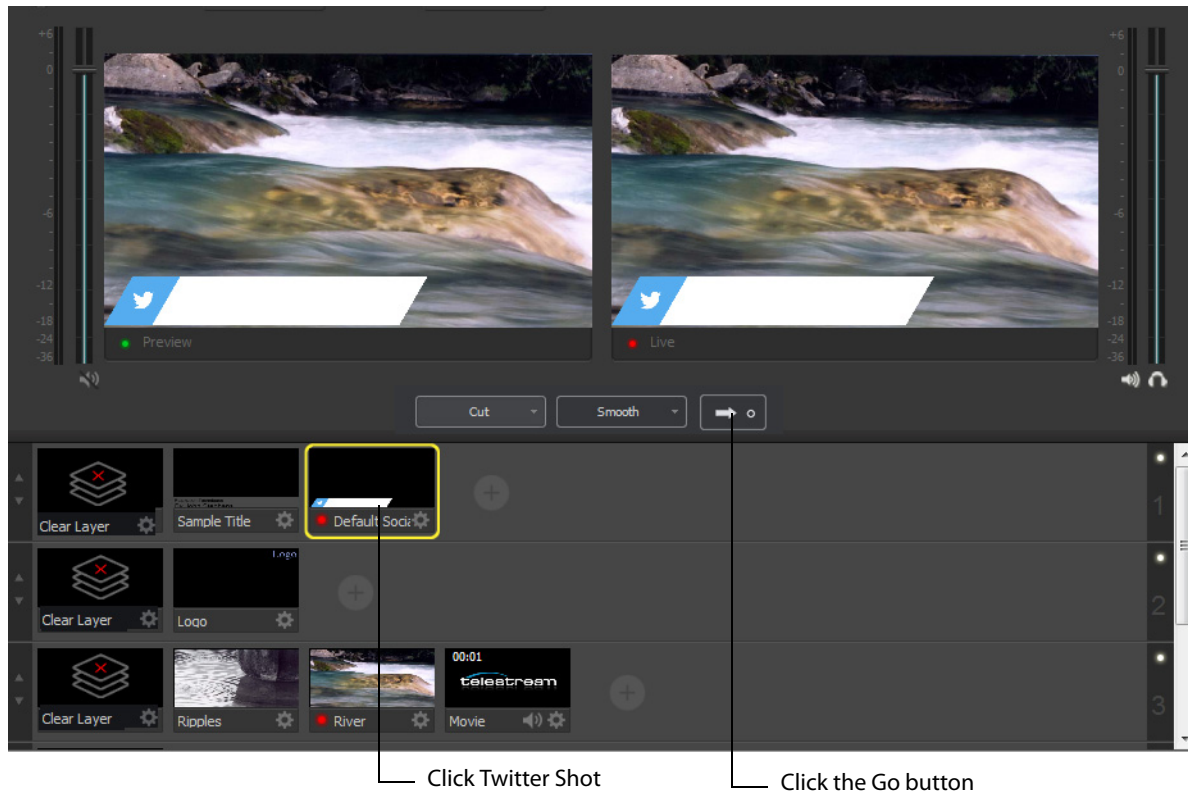 +6
0
-6
-12
-18
-24
-36
Preview
Live
+6
0
-6
-12
-18
-24
-36
Cut
Smooth
Clear Layer
Sample Title
Default Socia
1
Logo
Clear Layer
Logo
2
00:01
telestream
Clear Layer
Ripples
River
Movie
3
Click Twitter Shot
Click the Go button